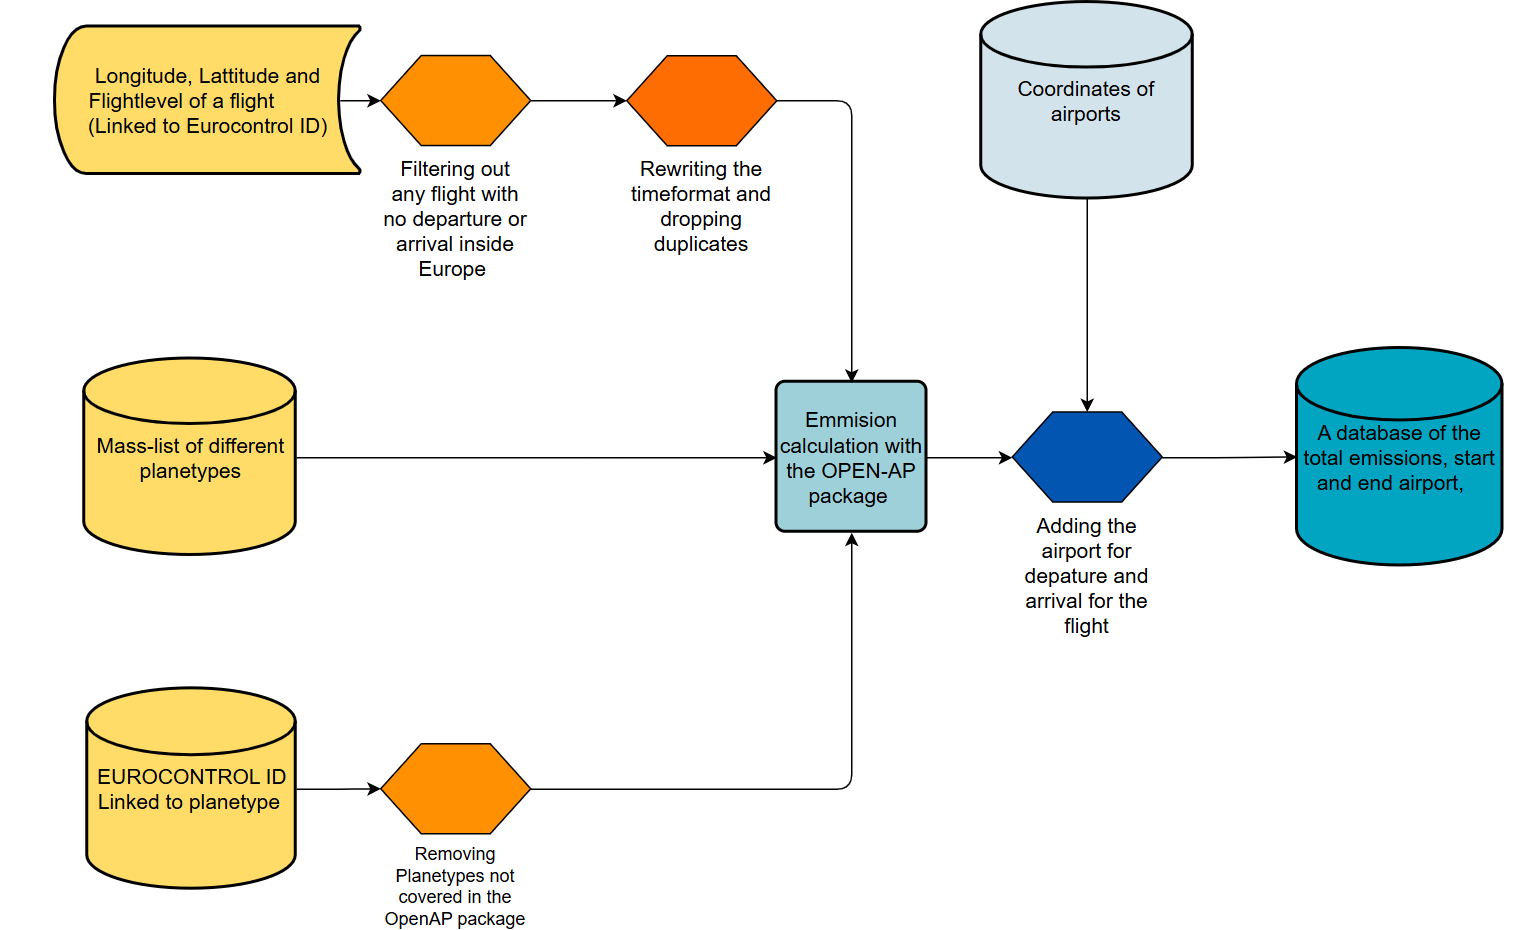 Longitude, Lattitude and
Flightlevel of a flight
(Linked to Eurocontrol ID)
Filtering out
any flight with
no departure or
arrival inside
Europe
Rewriting the
timeformat and
dropping
duplicates
Coordinates of
airports
Mass-list of different
planetypes
Emmision
calculation with
the OPEN-AP
package
Adding the
airport for
depature and
arrival for the
flight
A database of the
total emissions, start
and end airport,
EUROCONTROL ID
Linked to planetype
Removing
Planetypes not
covered in the
OpenAP package